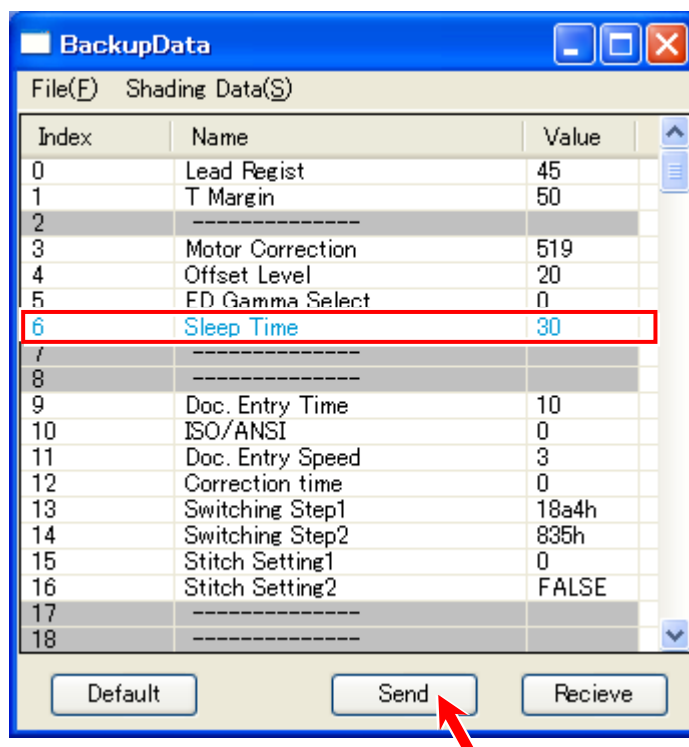 BackupData
File(F) Shading Data(S)
Index Name Value
0 Lead Regist 45
1 T Margin 50
2 --------------
3 Motor Correction 519
4 Offset Level 20
5 ED Gamma Select 0
6 Sleep Time 30
7 --------------
8 --------------
9 Doc. Entry Time 10
10 ISO/ANSI 0
11 Doc. Entry Speed 3
12 Correction time 0
13 Switching Step1 18a4h
14 Switching Step2 835h
15 Stitch Setting1 0
16 Stitch Setting2 FALSE
17 --------------
18 --------------
Default Send Recieve